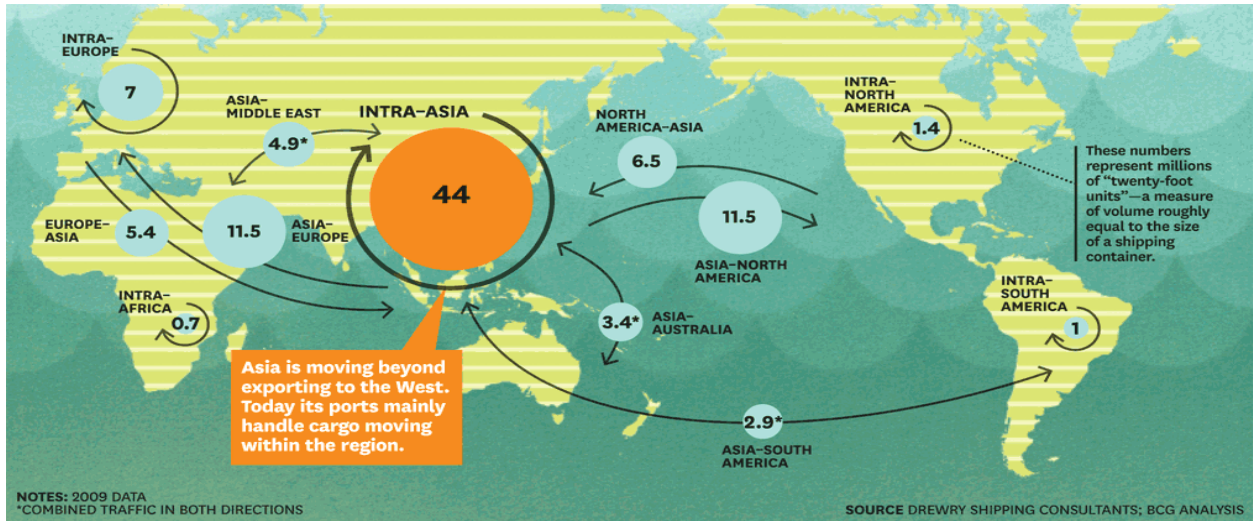 INTRA–
EUROPE
7
ASIA–
MIDDLE EAST
4.9*
INTRA–ASIA
44
NORTH
AMERICA–ASIA
6.5
INTRA–
NORTH
AMERICA
1.4
These numbers
represent millions
of “twenty-foot
units”—a measure
of volume roughly
equal to the size
of a shipping
container.
EUROPE–
ASIA
5.4
11.5
ASIA–
EUROPE
11.5
ASIA–NORTH
AMERICA
INTRA–
AFRICA
0.7
3.4*
ASIA–
AUSTRALIA
INTRA–
SOUTH
AMERICA
1
Asia is moving beyond
exporting to the West.
Today its ports mainly
handle cargo moving
within the region.
2.9*
ASIA–SOUTH
AMERICA
NOTES: 2009 DATA
*COMBINED TRAFFIC IN BOTH DIRECTIONS
SOURCE DREWRY SHIPPING CONSULTANTS; BCG ANALYSIS